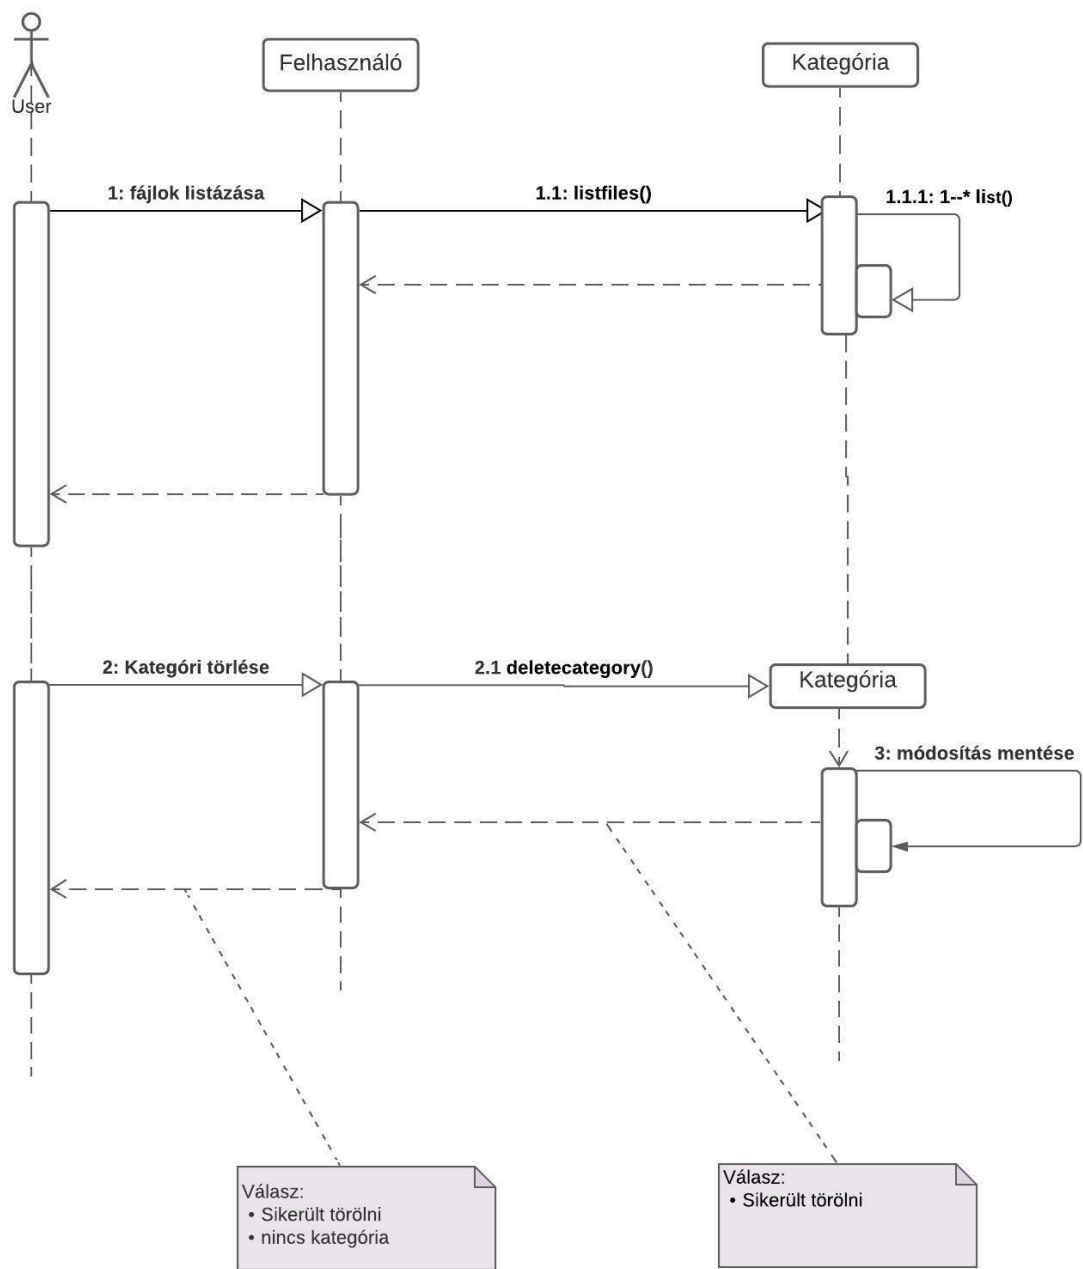 User
Felhasználó
Kategória
1: fájlok listázása
1.1: listfiles()
1.1.1: 1--* list()
2: Kategóri törlése
2.1 deletecategory()
Kategória
3: módosítás mentése
Válasz:
• Sikerült törölni
• nincs kategória
Válasz:
• Sikerült törölni